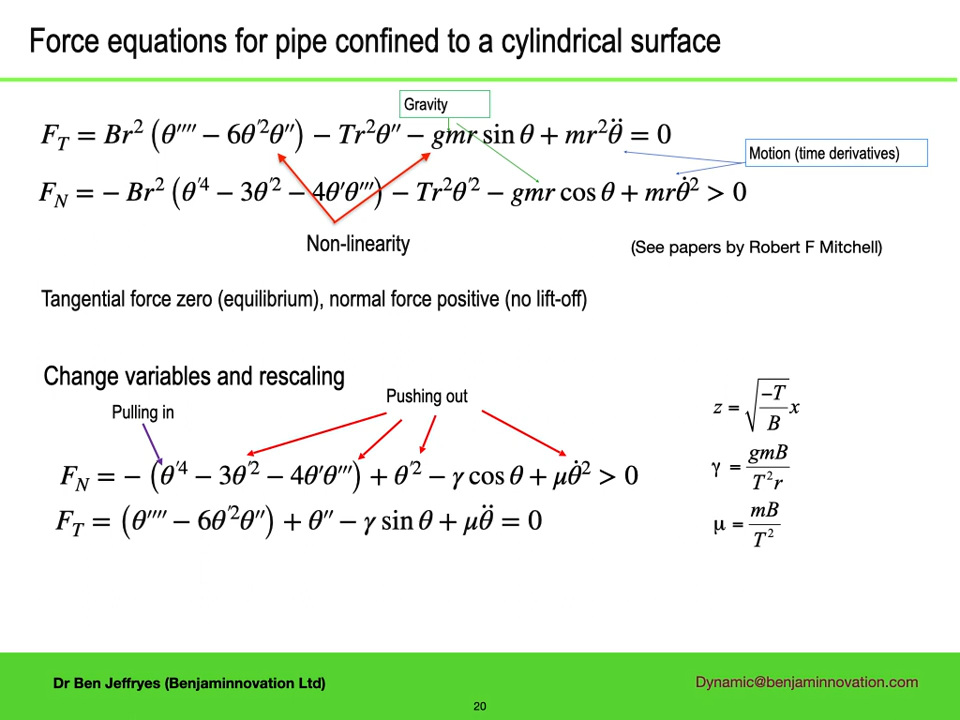 Force equations for pipe confined to a cylindrical surface
Gravity
F_T = Br² (θ'''' − 6θ'²θ'') − Tr²θ'' − gmr sin θ + mr²θ̈ = 0
Motion (time derivatives)
F_N = − Br² (θ'⁴ − 3θ'² − 4θ'θ''') − Tr²θ'² − gmr cos θ + mrθ̇² > 0
Non-linearity
(See papers by Robert F Mitchell)
Tangential force zero (equilibrium), normal force positive (no lift-off)
Change variables and rescaling
Pulling in
Pushing out
z = √(−T/B) x
F_N = − (θ'⁴ − 3θ'² − 4θ'θ''') + θ'² − γ cos θ + μθ̇² > 0
γ = gmB/T²r
F_T = (θ'''' − 6θ'²θ'') + θ'' − γ sin θ + μθ̈ = 0
μ = mB/T²
Dr Ben Jeffryes (Benjaminnovation Ltd)
Dynamic@benjaminnovation.com
20